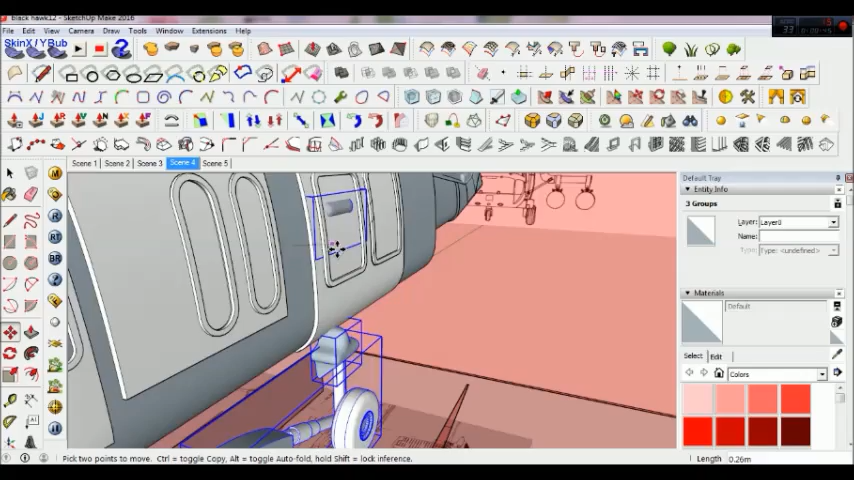 Black hawk12 - SketchUp Make 2016
File Edit View Camera Draw Tools Window Extensions Help
SkinX / YBub
Scene 1 Scene 2 Scene 3 Scene 4 Scene 5
Default Tray
Entity Info
3 Groups
Layer: Layer0
Name:
Type: <undefined>
Materials
Default
Select Edit
Colors
Pick two points to move. Ctrl = toggle Copy, Alt = toggle Auto-fold, hold Shift = lock inference.
Length 0.26m